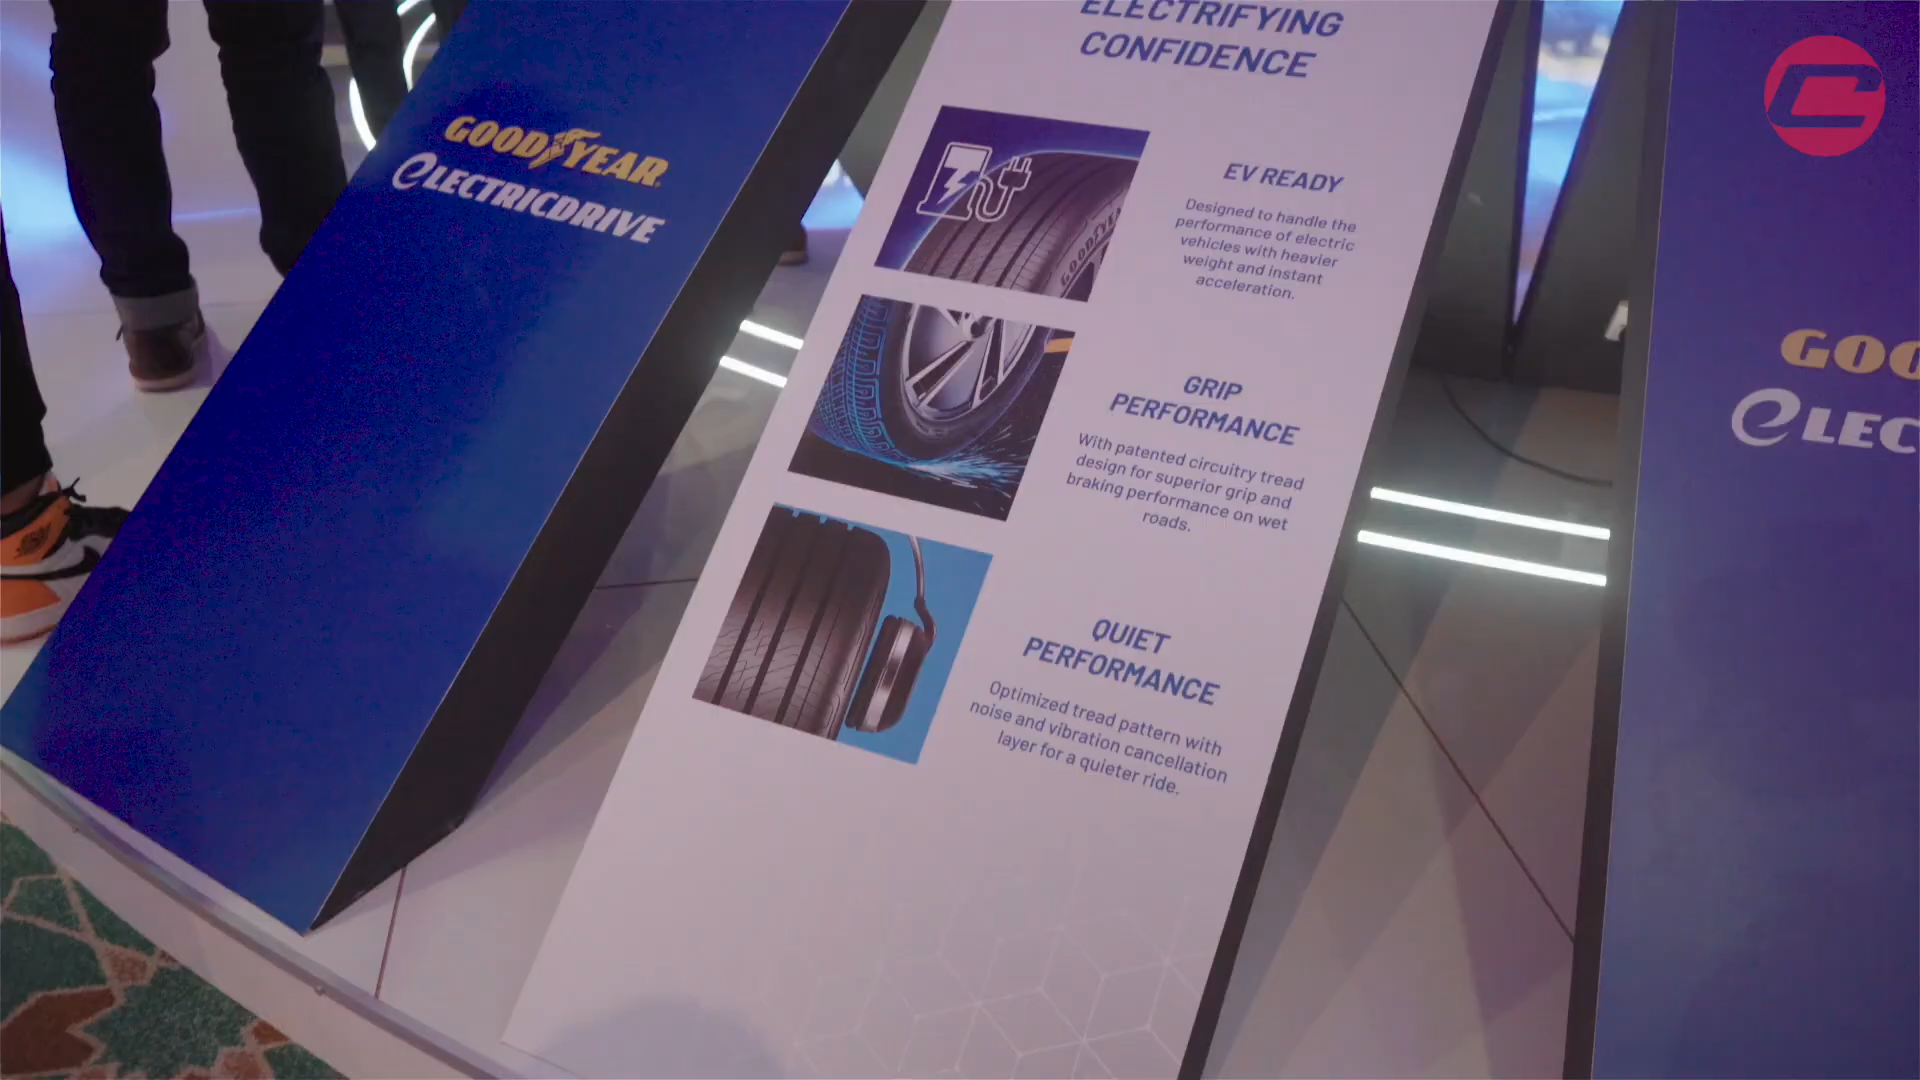 GOODYEAR
ELECTRICDRIVE
ELECTRIFYING
CONFIDENCE
EV READY
Designed to handle the
performance of electric
vehicles with heavier
weight and instant
acceleration.
GOODYEAR
GRIP
PERFORMANCE
With patented circuitry tread
design for superior grip and
braking performance on wet
roads.
QUIET
PERFORMANCE
Optimized tread pattern with
noise and vibration cancellation
layer for a quieter ride.
GOO
ELEC
C